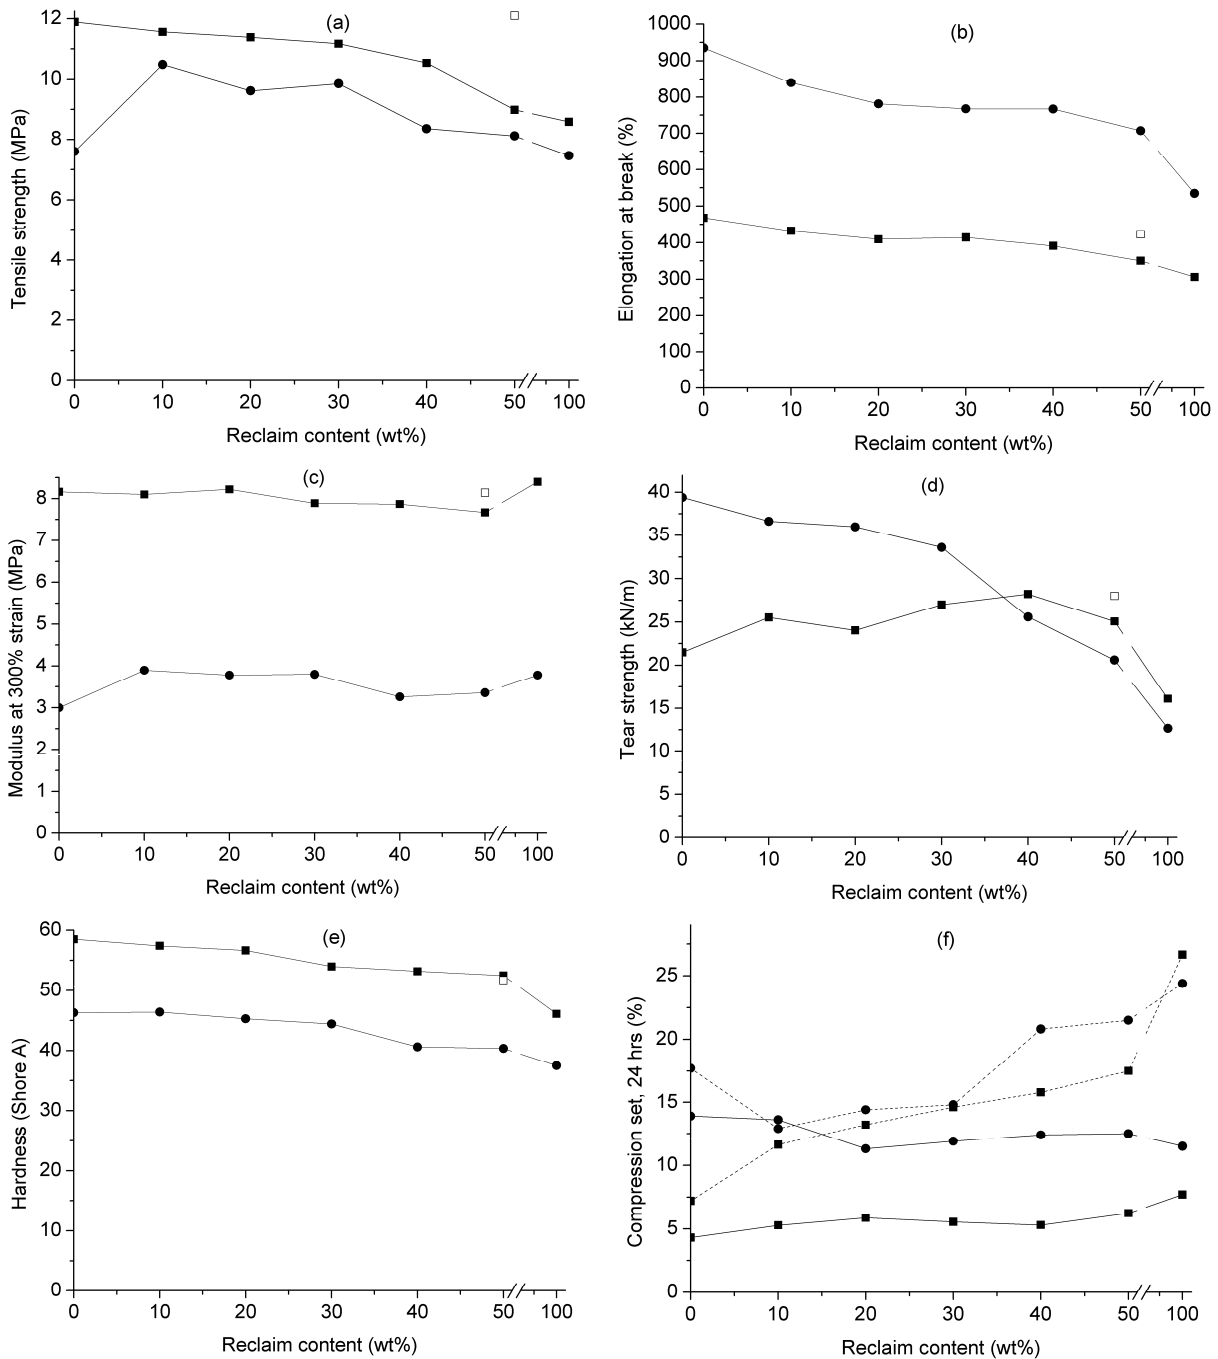 (a)
12
10
8
6
4
2
0
Tensile strength (MPa)
0 10 20 30 40 50 100
Reclaim content (wt%)
(b)
1000
900
800
700
600
500
400
300
200
100
0
Elongation at break (%)
0 10 20 30 40 50 100
Reclaim content (wt%)
(c)
8
7
6
5
4
3
2
1
0
Modulus at 300% strain (MPa)
0 10 20 30 40 50 100
Reclaim content (wt%)
(d)
40
35
30
25
20
15
10
5
0
Tear strength (kN/m)
0 10 20 30 40 50 100
Reclaim content (wt%)
(e)
60
50
40
30
20
10
0
Hardness (Shore A)
0 10 20 30 40 50 100
Reclaim content (wt%)
(f)
25
20
15
10
5
0
Compression set, 24 hrs (%)
0 10 20 30 40 50 100
Reclaim content (wt%)